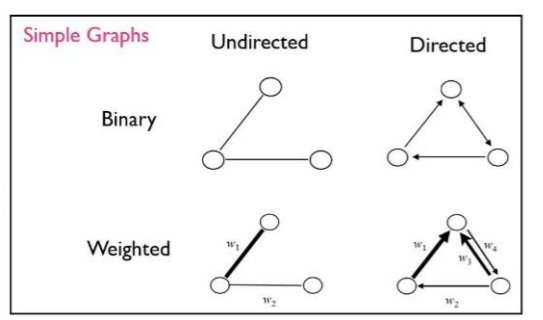 Simple Graphs
Undirected
Directed
Binary
Weighted
w₁
w₂
w₁
w₄
w₃
w₂